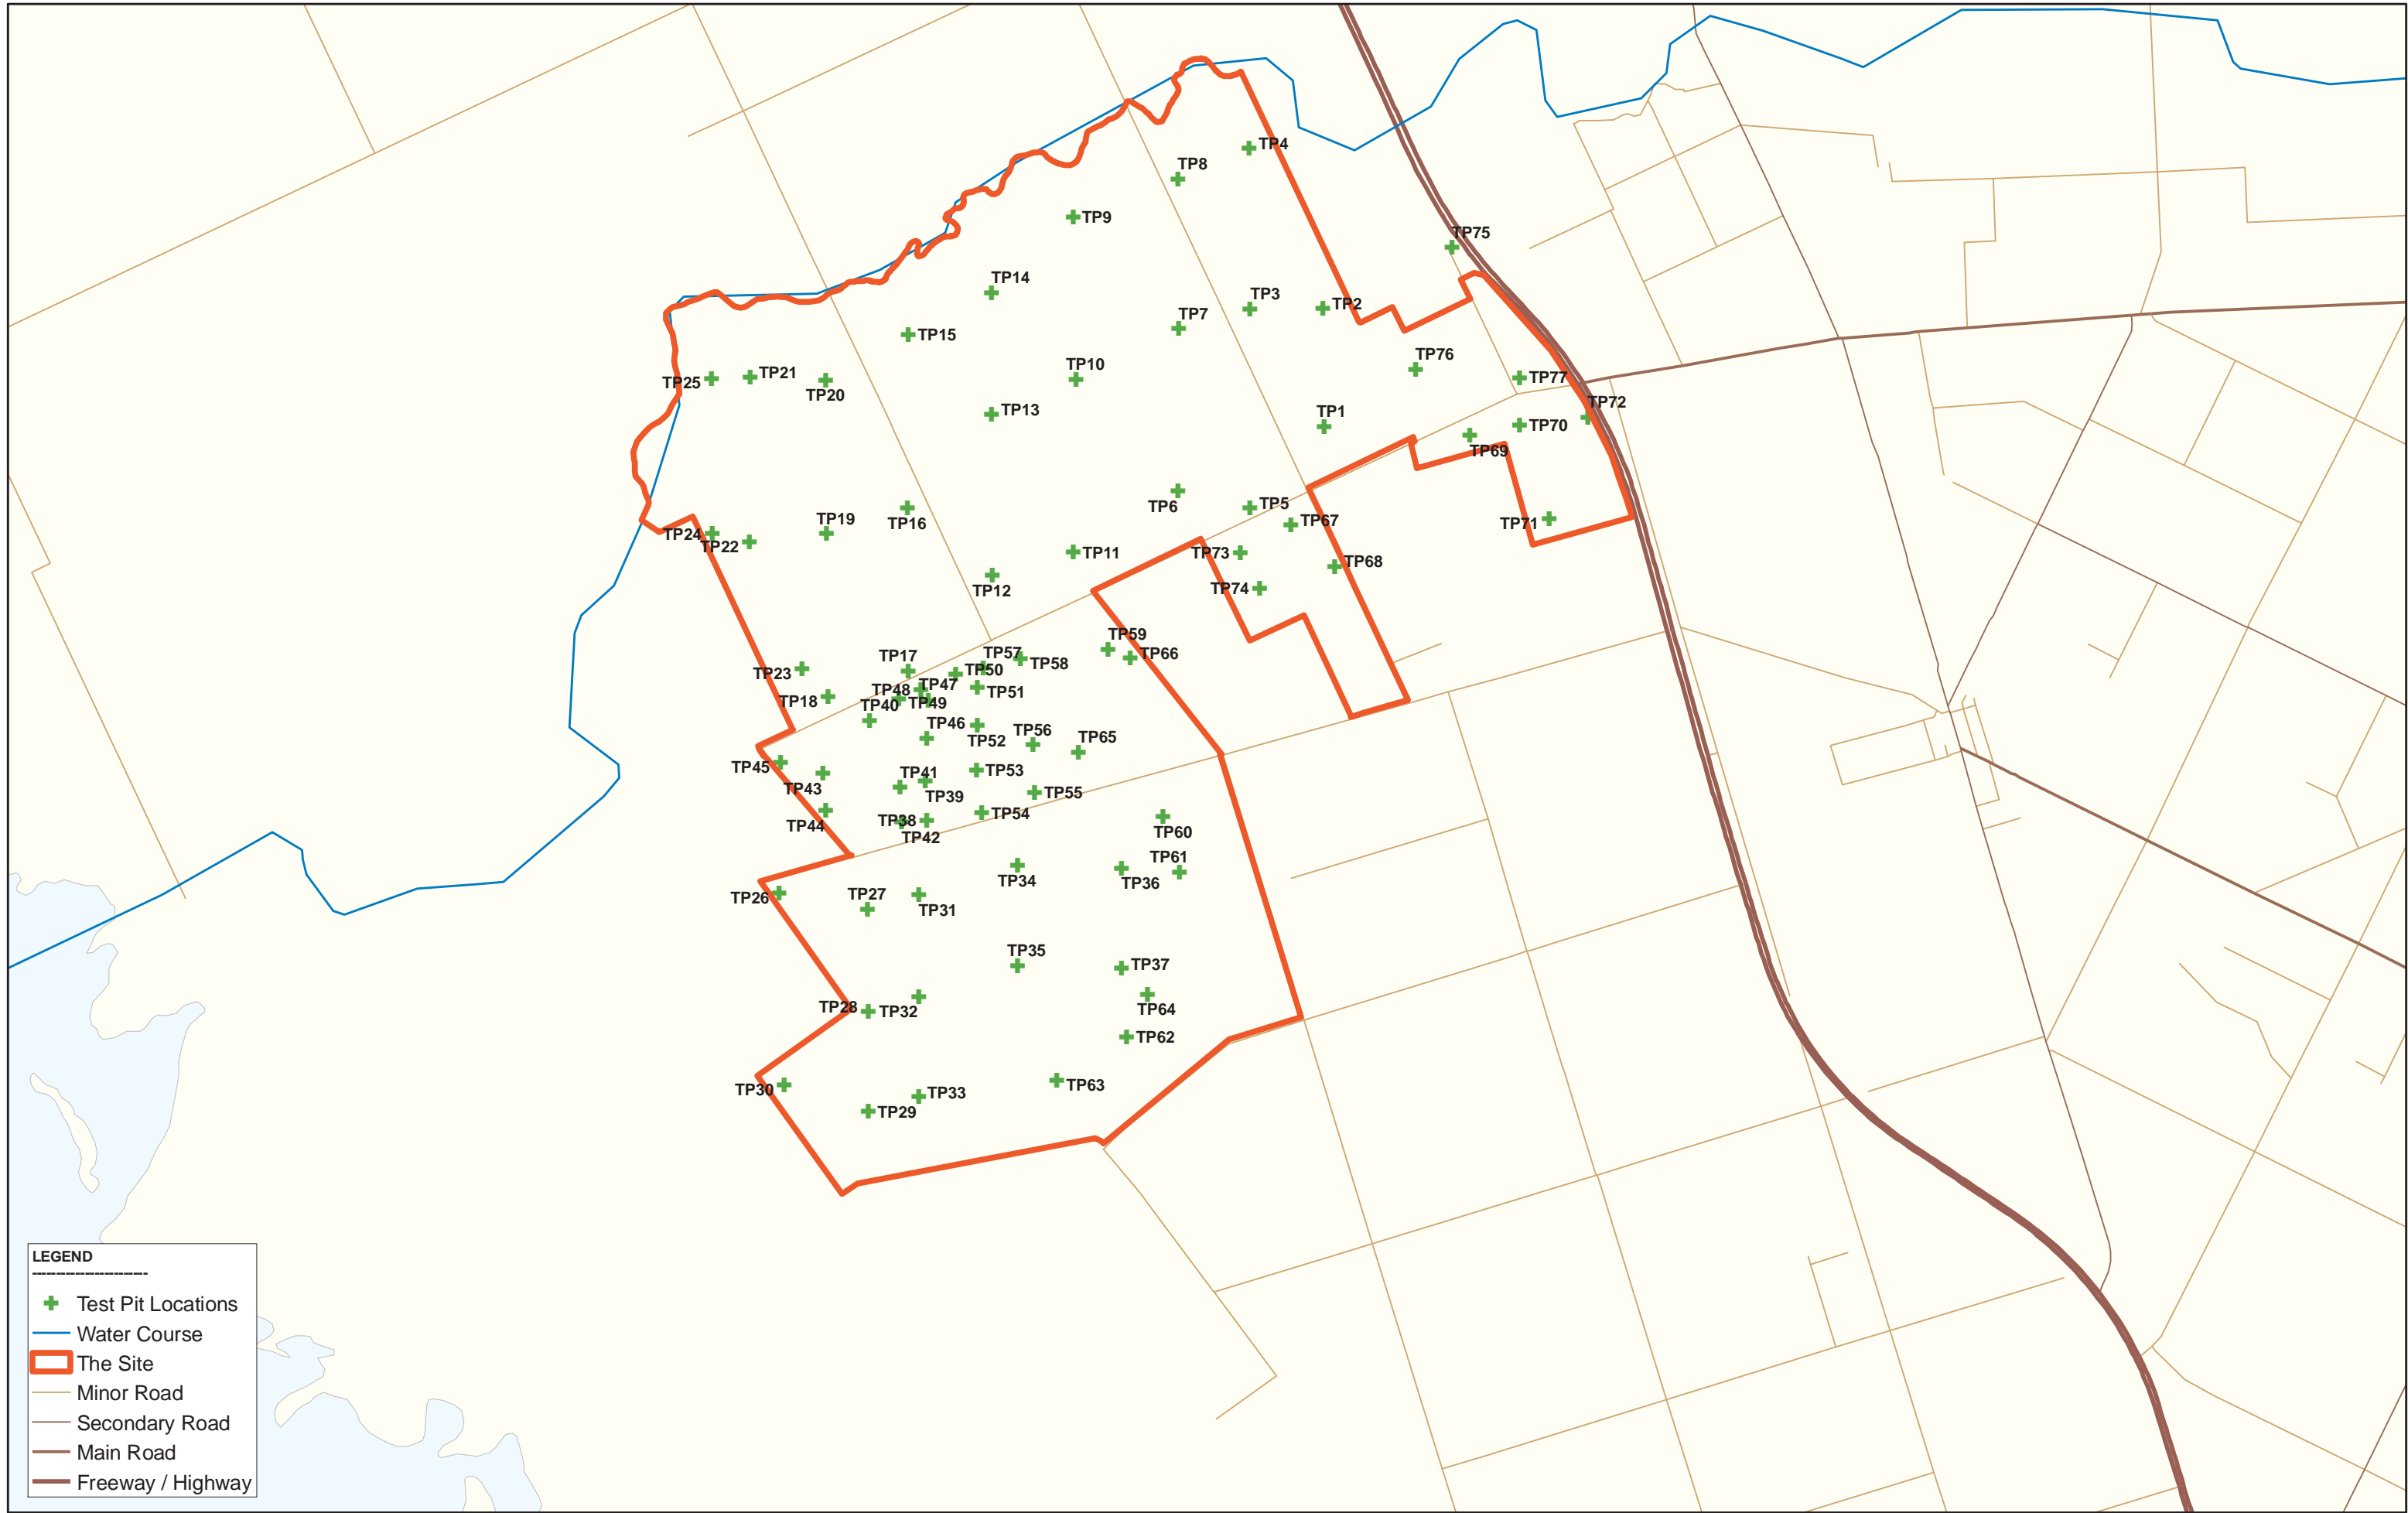 TP4
TP8
TP9
TP75
TP14
TP3
TP2
TP7
TP15
TP76
TP10
TP21
TP77
TP25
TP20
TP72
TP13
TP1
TP70
TP69
TP6
TP5
TP16
TP19
TP67
TP71
TP24
TP22
TP11
TP73
TP68
TP12
TP74
TP59
TP57
TP17
TP66
TP58
TP50
TP23
TP47
TP48
TP51
TP18
TP49
TP40
TP46
TP56
TP52
TP65
TP45
TP53
TP41
TP43
TP55
TP39
TP54
TP38
TP44
TP42
TP60
TP61
TP34
TP36
TP27
TP26
TP31
TP35
TP37
TP28
TP32
TP64
TP62
TP63
TP30
TP33
TP29
LEGEND
------------------------
Test Pit Locations
Water Course
The Site
Minor Road
Secondary Road
Main Road
Freeway / Highway